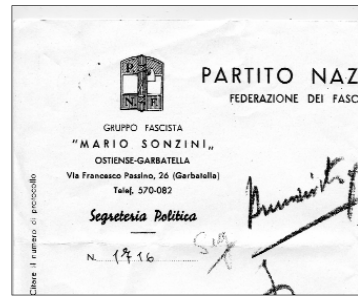 P. N. F.
PARTITO NAZ
FEDERAZIONE DEI FASC
GRUPPO FASCISTA
"MARIO SONZINI„
OSTIENSE-GARBATELLA
Via Francesco Passino, 26 (Garbatella)
Telef. 570-082
Segreteria Politica
N. 1716
Citare il numero di protocollo